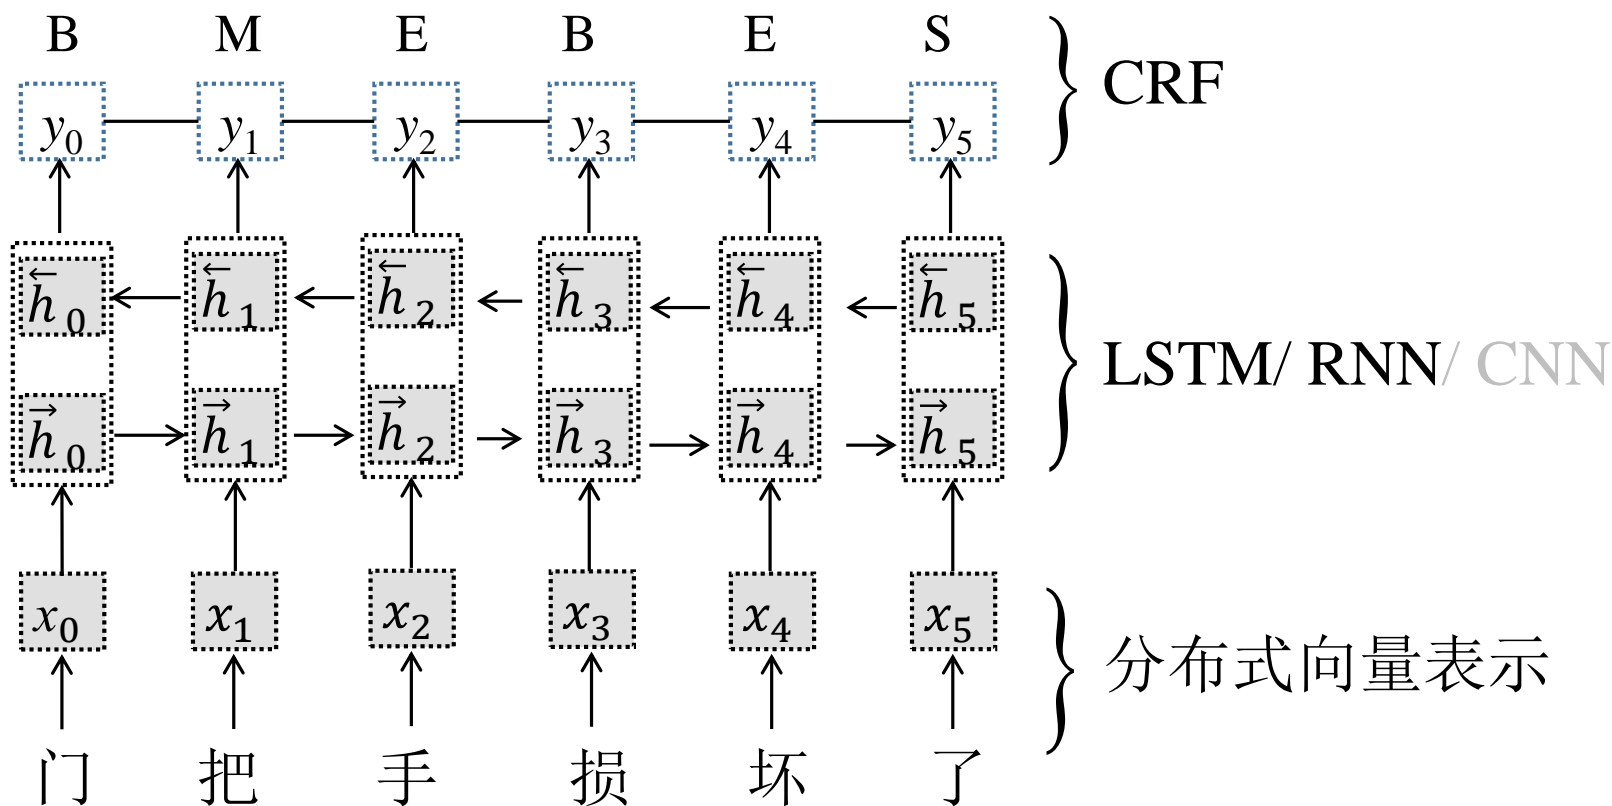 B M E B E S
y0 y1 y2 y3 y4 y5 CRF
←h0 ←h1 ←h2 ←h3 ←h4 ←h5
LSTM/ RNN/ CNN
→h0 →h1 →h2 →h3 →h4 →h5
x0 x1 x2 x3 x4 x5
分布式向量表示
门 把 手 损 坏 了